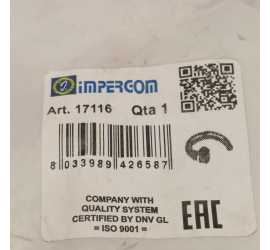 iMPERGOM
Art. 17116 Qta 1
8 033989 426587
COMPANY WITH
QUALITY SYSTEM
CERTIFIED BY DNV GL
= ISO 9001 =
EAC